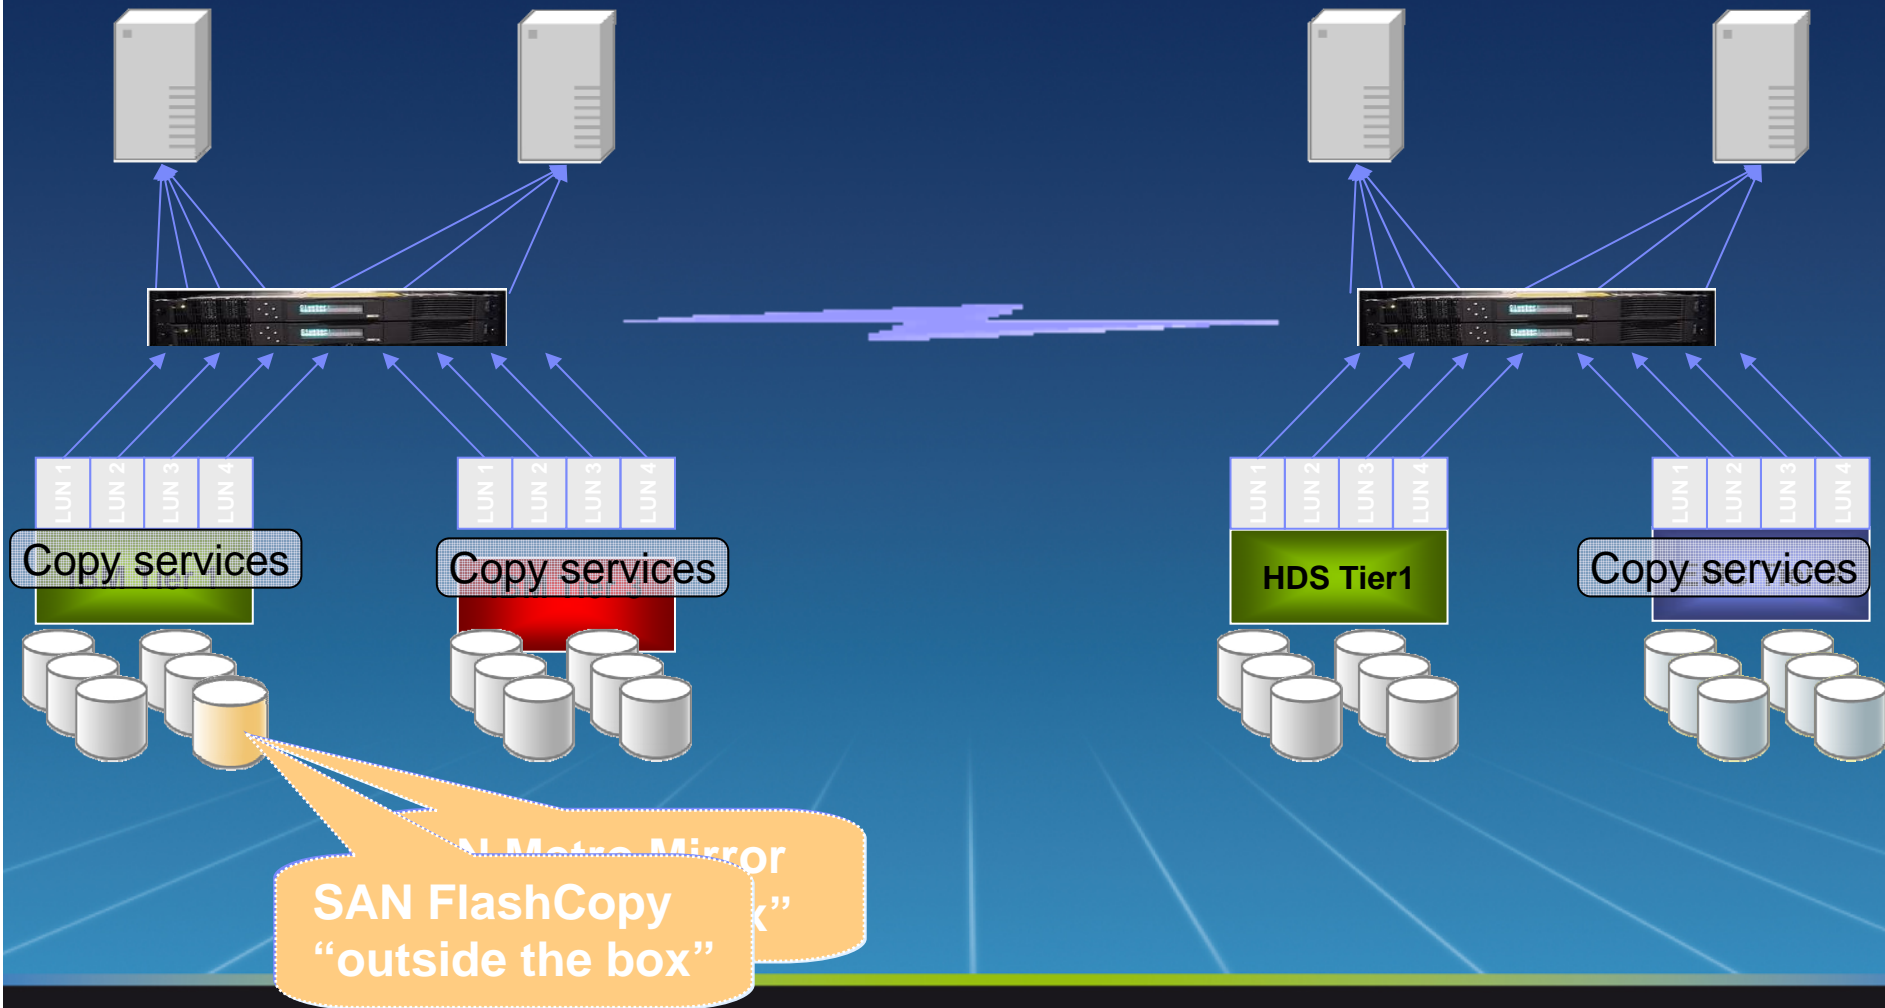 LUN 1
LUN 2
LUN 3
LUN 4
LUN 1
LUN 2
LUN 3
LUN 4
LUN 1
LUN 2
LUN 3
LUN 4
LUN 1
LUN 2
LUN 3
LUN 4
Copy services
Copy services
HDS Tier1
Copy services
Mirror
SAN FlashCopy
“outside the box”